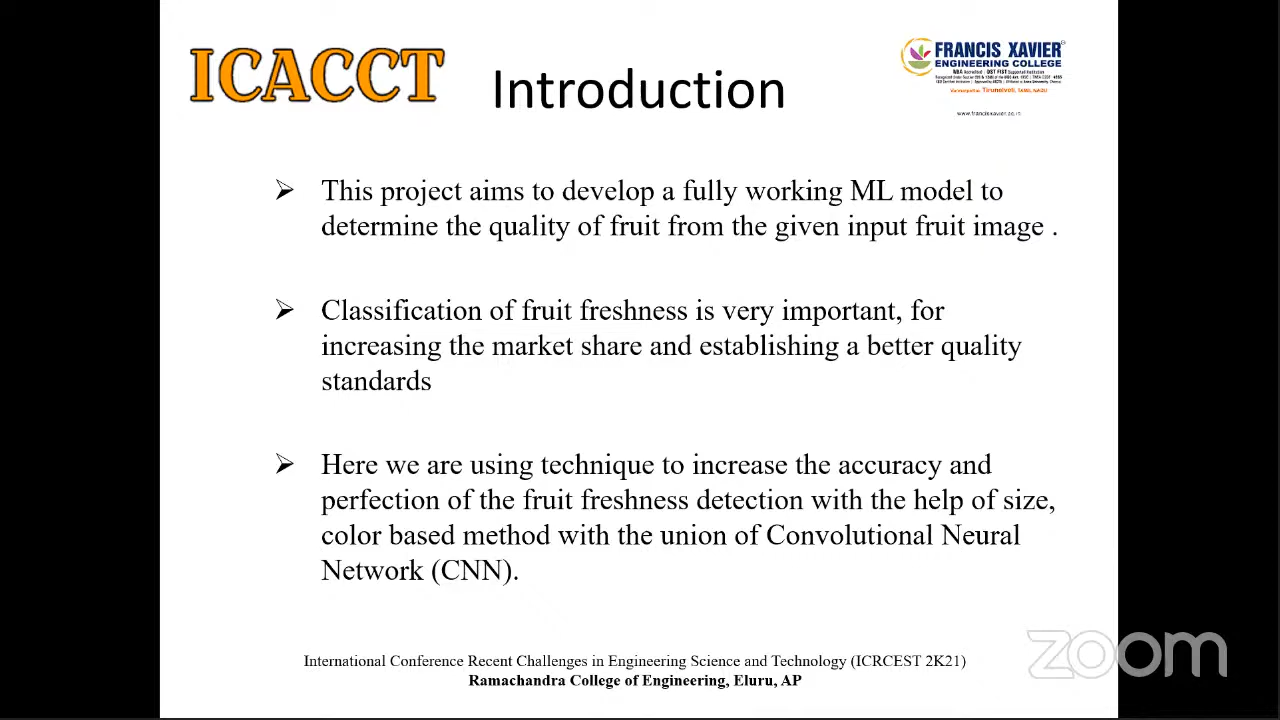 ICACCT
Introduction
FRANCIS XAVIER
ENGINEERING COLLEGE
www.francisxavier.ac.in
➢ This project aims to develop a fully working ML model to
determine the quality of fruit from the given input fruit image .
➢ Classification of fruit freshness is very important, for
increasing the market share and establishing a better quality
standards
➢ Here we are using technique to increase the accuracy and
perfection of the fruit freshness detection with the help of size,
color based method with the union of Convolutional Neural
Network (CNN).
International Conference Recent Challenges in Engineering Science and Technology (ICRCEST 2K21)
Ramachandra College of Engineering, Eluru, AP
zoom